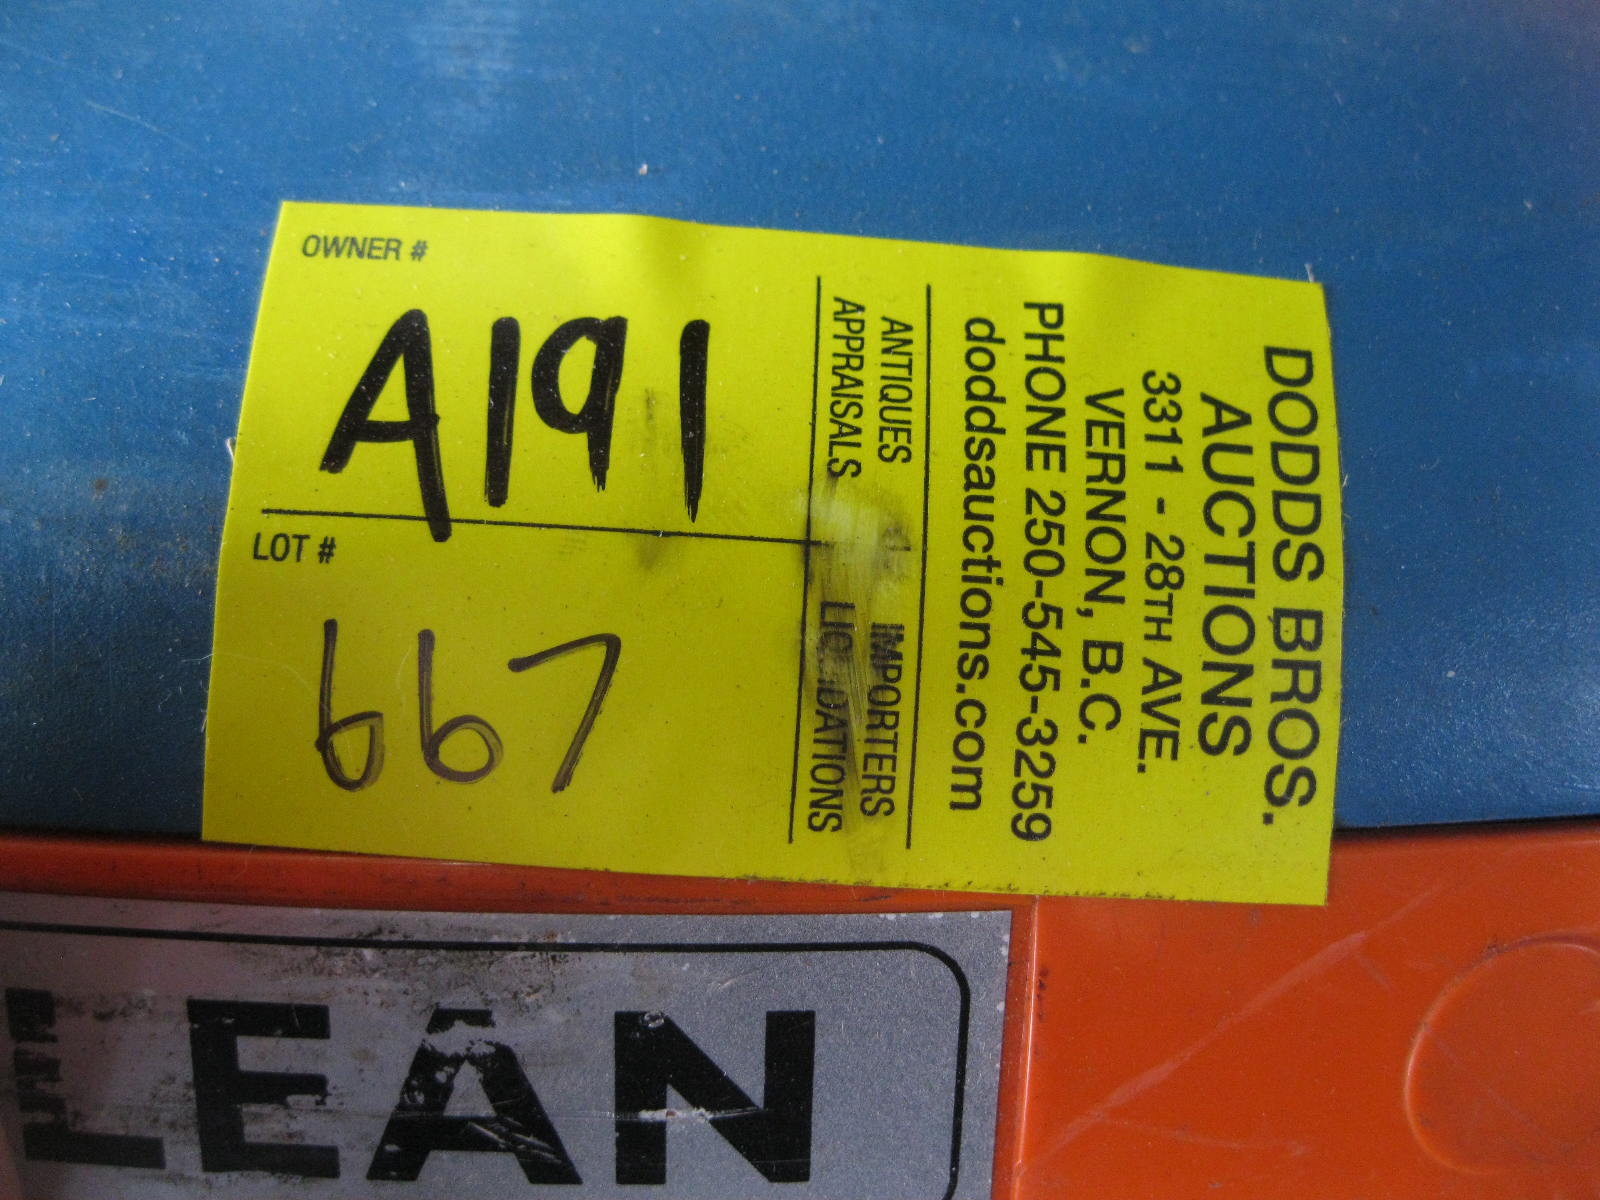 OWNER #
A191
LOT #
667
DODDS BROS.
AUCTIONS
3311 - 28TH AVE.
VERNON, B.C.
PHONE 250-545-3259
doddsauctions.com
ANTIQUES IMPORTERS
APPRAISALS LIQUIDATIONS
LEAN